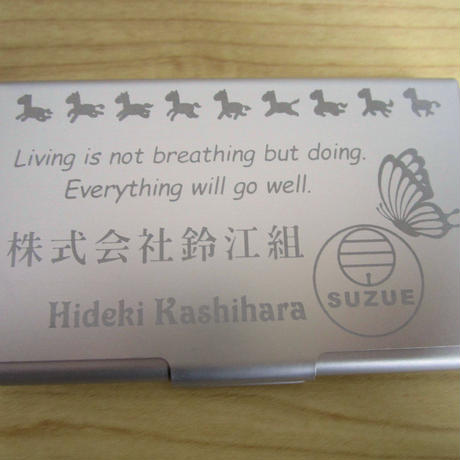 Living is not breathing but doing.
Everything will go well.
株式会社鈴江組
Hideki Kashihara
SUZUE